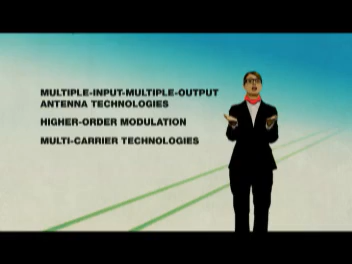 MULTIPLE-INPUT-MULTIPLE-OUTPUT
ANTENNA TECHNOLOGIES
HIGHER-ORDER MODULATION
MULTI-CARRIER TECHNOLOGIES